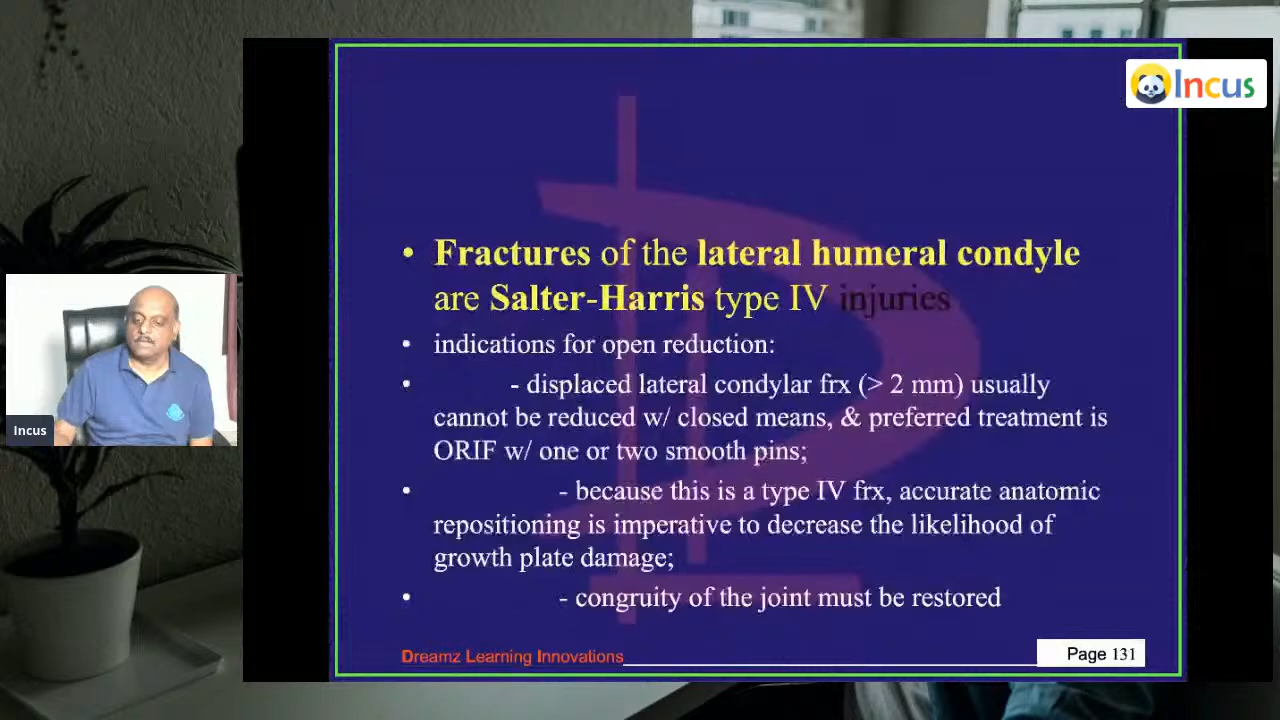 Incus
• Fractures of the lateral humeral condyle
are Salter-Harris type IV injuries
• indications for open reduction:
• - displaced lateral condylar frx (> 2 mm) usually
cannot be reduced w/ closed means, & preferred treatment is
ORIF w/ one or two smooth pins;
• - because this is a type IV frx, accurate anatomic
repositioning is imperative to decrease the likelihood of
growth plate damage;
• - congruity of the joint must be restored
Incus
Dreamz Learning Innovations
Page 131